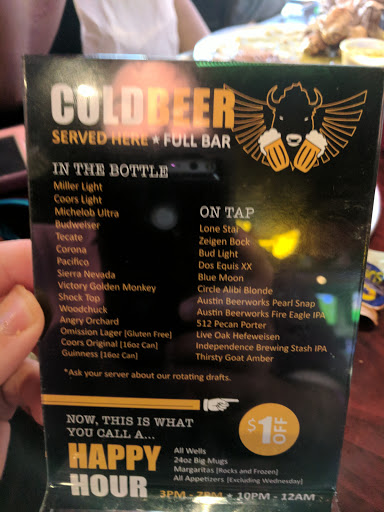 COLDBEER
SERVED HERE ★ FULL BAR
IN THE BOTTLE
Miller Light
Coors Light
Michelob Ultra
Budweiser
Tecate
Corona
Pacifico
Sierra Nevada
Victory Golden Monkey
Shock Top
Woodchuck
Angry Orchard
Omission Lager [Gluten Free]
Coors Original [16oz Can]
Guinness [16oz Can]
ON TAP
Lone Star
Zeigen Bock
Bud Light
Dos Equis XX
Blue Moon
Circle Alibi Blonde
Austin Beerworks Pearl Snap
Austin Beerworks Fire Eagle IPA
512 Pecan Porter
Live Oak Hefeweisen
Independence Brewing Stash IPA
Thirsty Goat Amber
*Ask your server about our rotating drafts.
NOW, THIS IS WHAT
YOU CALL A...
HAPPY
HOUR
$1 OFF
All Wells
24oz Big Mugs
Margaritas [Rocks and Frozen]
All Appetizers [Excluding Wednesday]
3PM - 7PM ★ 10PM - 12AM